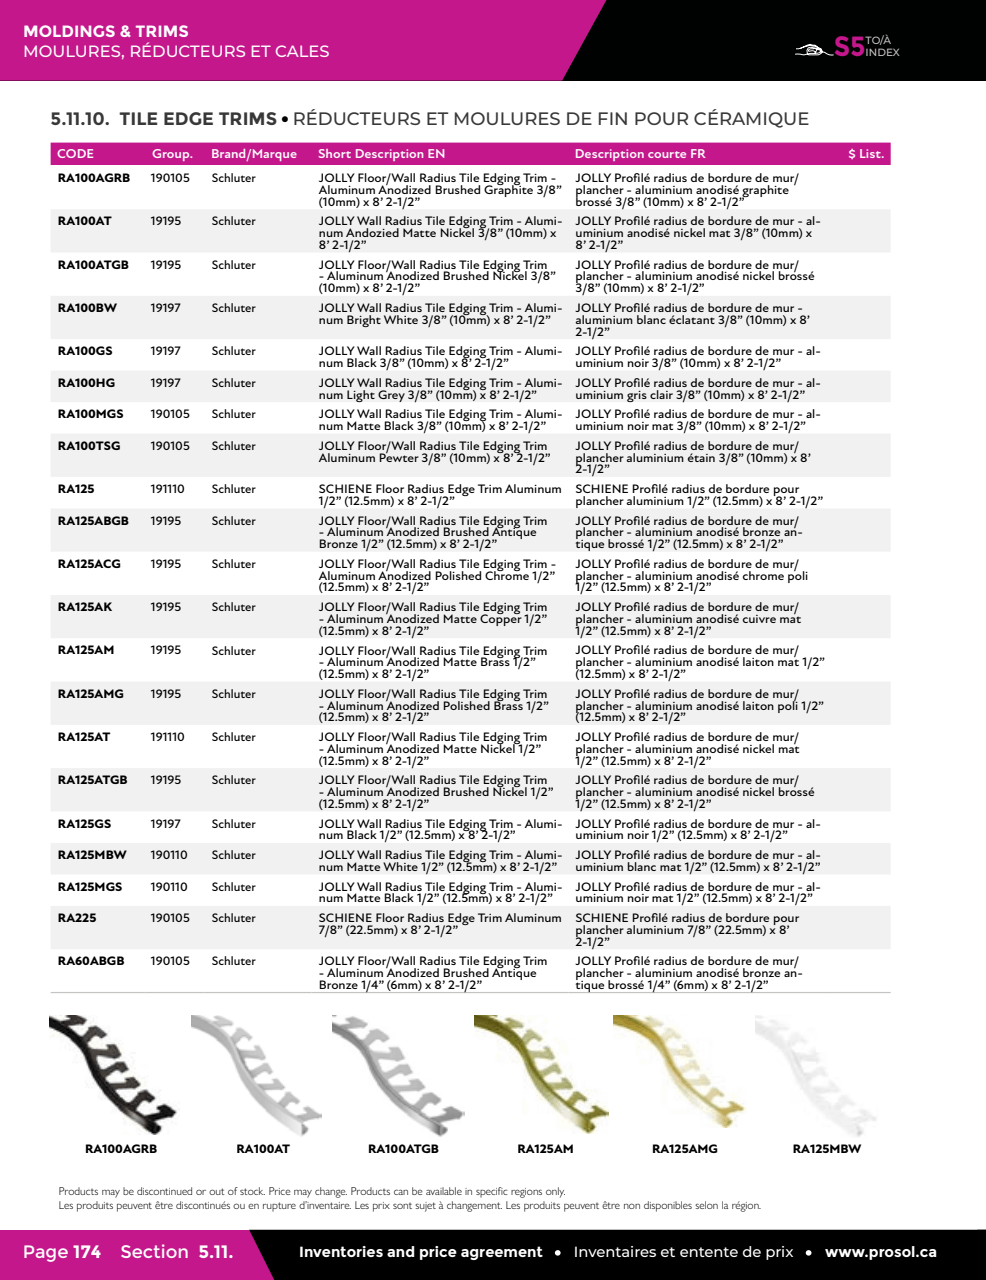 MOLDINGS & TRIMS
MOULURES, RÉDUCTEURS ET CALES
S5 TO/À INDEX
5.11.10. TILE EDGE TRIMS • RÉDUCTEURS ET MOULURES DE FIN POUR CÉRAMIQUE
CODE Group. Brand/Marque Short Description EN Description courte FR $ List.
RA100AGRB 190105 Schluter JOLLY Floor/Wall Radius Tile Edging Trim - JOLLY Profilé radius de bordure de mur/
Aluminum Anodized Brushed Graphite 3/8” plancher - aluminium anodisé graphite
(10mm) x 8’ 2-1/2” brossé 3/8” (10mm) x 8’ 2-1/2”
RA100AT 19195 Schluter JOLLY Wall Radius Tile Edging Trim - Alumi- JOLLY Profilé radius de bordure de mur - al-
num Andozied Matte Nickel 3/8” (10mm) x uminium anodisé nickel mat 3/8” (10mm) x
8’ 2-1/2” 8’ 2-1/2”
RA100ATGB 19195 Schluter JOLLY Floor/Wall Radius Tile Edging Trim JOLLY Profilé radius de bordure de mur/
- Aluminum Anodized Brushed Nickel 3/8” plancher - aluminium anodisé nickel brossé
(10mm) x 8’ 2-1/2” 3/8” (10mm) x 8’ 2-1/2”
RA100BW 19197 Schluter JOLLY Wall Radius Tile Edging Trim - Alumi- JOLLY Profilé radius de bordure de mur -
num Bright White 3/8” (10mm) x 8’ 2-1/2” aluminium blanc éclatant 3/8” (10mm) x 8’
2-1/2”
RA100GS 19197 Schluter JOLLY Wall Radius Tile Edging Trim - Alumi- JOLLY Profilé radius de bordure de mur - al-
num Black 3/8” (10mm) x 8’ 2-1/2” uminium noir 3/8” (10mm) x 8’ 2-1/2”
RA100HG 19197 Schluter JOLLY Wall Radius Tile Edging Trim - Alumi- JOLLY Profilé radius de bordure de mur - al-
num Light Grey 3/8” (10mm) x 8’ 2-1/2” uminium gris clair 3/8” (10mm) x 8’ 2-1/2”
RA100MGS 190105 Schluter JOLLY Wall Radius Tile Edging Trim - Alumi- JOLLY Profilé radius de bordure de mur - al-
num Matte Black 3/8” (10mm) x 8’ 2-1/2” uminium noir mat 3/8” (10mm) x 8’ 2-1/2”
RA100TSG 190105 Schluter JOLLY Floor/Wall Radius Tile Edging Trim JOLLY Profilé radius de bordure de mur/
Aluminum Pewter 3/8” (10mm) x 8’ 2-1/2” plancher aluminium étain 3/8” (10mm) x 8’
2-1/2”
RA125 191110 Schluter SCHIENE Floor Radius Edge Trim Aluminum SCHIENE Profilé radius de bordure pour
1/2” (12.5mm) x 8’ 2-1/2” plancher aluminium 1/2” (12.5mm) x 8’ 2-1/2”
RA125ABGB 19195 Schluter JOLLY Floor/Wall Radius Tile Edging Trim JOLLY Profilé radius de bordure de mur/
- Aluminum Anodized Brushed Antique plancher - aluminium anodisé bronze an-
Bronze 1/2” (12.5mm) x 8’ 2-1/2” tique brossé 1/2” (12.5mm) x 8’ 2-1/2”
RA125ACG 19195 Schluter JOLLY Floor/Wall Radius Tile Edging Trim - JOLLY Profilé radius de bordure de mur/
Aluminum Anodized Polished Chrome 1/2” plancher - aluminium anodisé chrome poli
(12.5mm) x 8’ 2-1/2” 1/2” (12.5mm) x 8’ 2-1/2”
RA125AK 19195 Schluter JOLLY Floor/Wall Radius Tile Edging Trim JOLLY Profilé radius de bordure de mur/
- Aluminum Anodized Matte Copper 1/2” plancher - aluminium anodisé cuivre mat
(12.5mm) x 8’ 2-1/2” 1/2” (12.5mm) x 8’ 2-1/2”
RA125AM 19195 Schluter JOLLY Floor/Wall Radius Tile Edging Trim JOLLY Profilé radius de bordure de mur/
- Aluminum Anodized Matte Brass 1/2” plancher - aluminium anodisé laiton mat 1/2”
(12.5mm) x 8’ 2-1/2” (12.5mm) x 8’ 2-1/2”
RA125AMG 19195 Schluter JOLLY Floor/Wall Radius Tile Edging Trim JOLLY Profilé radius de bordure de mur/
- Aluminum Anodized Polished Brass 1/2” plancher - aluminium anodisé laiton poli 1/2”
(12.5mm) x 8’ 2-1/2” (12.5mm) x 8’ 2-1/2”
RA125AT 191110 Schluter JOLLY Floor/Wall Radius Tile Edging Trim JOLLY Profilé radius de bordure de mur/
- Aluminum Anodized Matte Nickel 1/2” plancher - aluminium anodisé nickel mat
(12.5mm) x 8’ 2-1/2” 1/2” (12.5mm) x 8’ 2-1/2”
RA125ATGB 19195 Schluter JOLLY Floor/Wall Radius Tile Edging Trim JOLLY Profilé radius de bordure de mur/
- Aluminum Anodized Brushed Nickel 1/2” plancher - aluminium anodisé nickel brossé
(12.5mm) x 8’ 2-1/2” 1/2” (12.5mm) x 8’ 2-1/2”
RA125GS 19197 Schluter JOLLY Wall Radius Tile Edging Trim - Alumi- JOLLY Profilé radius de bordure de mur - al-
num Black 1/2” (12.5mm) x 8’ 2-1/2” uminium noir 1/2” (12.5mm) x 8’ 2-1/2”
RA125MBW 190110 Schluter JOLLY Wall Radius Tile Edging Trim - Alumi- JOLLY Profilé radius de bordure de mur - al-
num Matte White 1/2” (12.5mm) x 8’ 2-1/2” uminium blanc mat 1/2” (12.5mm) x 8’ 2-1/2”
RA125MGS 190110 Schluter JOLLY Wall Radius Tile Edging Trim - Alumi- JOLLY Profilé radius de bordure de mur - al-
num Matte Black 1/2” (12.5mm) x 8’ 2-1/2” uminium noir mat 1/2” (12.5mm) x 8’ 2-1/2”
RA225 190105 Schluter SCHIENE Floor Radius Edge Trim Aluminum SCHIENE Profilé radius de bordure pour
7/8” (22.5mm) x 8’ 2-1/2” plancher aluminium 7/8” (22.5mm) x 8’
2-1/2”
RA60ABGB 190105 Schluter JOLLY Floor/Wall Radius Tile Edging Trim JOLLY Profilé radius de bordure de mur/
- Aluminum Anodized Brushed Antique plancher - aluminium anodisé bronze an-
Bronze 1/4” (6mm) x 8’ 2-1/2” tique brossé 1/4” (6mm) x 8’ 2-1/2”
RA100AGRB RA100AT RA100ATGB RA125AM RA125AMG RA125MBW
Products may be discontinued or out of stock. Price may change. Products can be available in specific regions only.
Les produits peuvent être discontinués ou en rupture d’inventaire. Les prix sont sujet à changement. Les produits peuvent être non disponibles selon la région.
Page 174 Section 5.11. Inventories and price agreement • Inventaires et entente de prix • www.prosol.ca